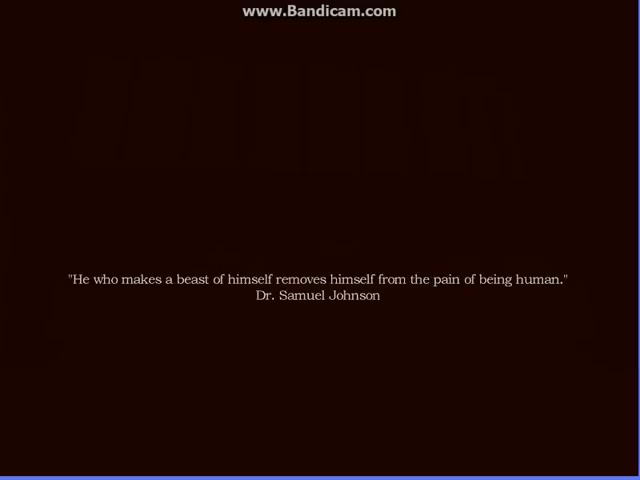 www.Bandicam.com
"He who makes a beast of himself removes himself from the pain of being human."
Dr. Samuel Johnson